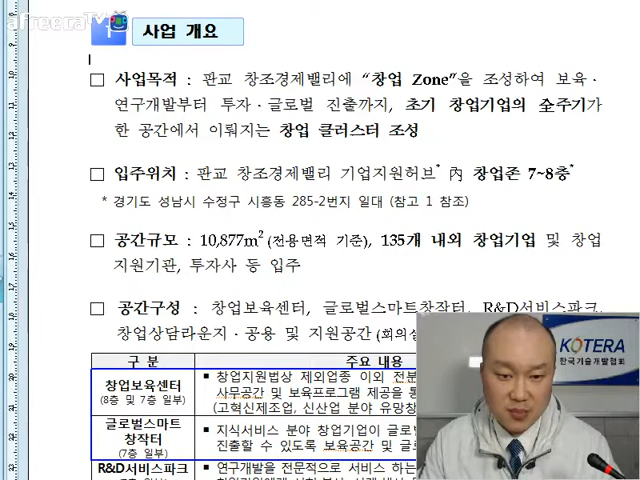 afreecaTV
1 사업 개요
□ 사업목적 : 판교 창조경제밸리에 “창업 Zone”을 조성하여 보육·
연구개발부터 투자·글로벌 진출까지, 초기 창업기업의 全주기가
한 공간에서 이뤄지는 창업 클러스터 조성
□ 입주위치 : 판교 창조경제밸리 기업지원허브* 內 창업존 7~8층*
* 경기도 성남시 수정구 시흥동 285-2번지 일대 (참고 1 참조)
□ 공간규모 : 10,877m² (전용면적 기준), 135개 내외 창업기업 및 창업
지원기관, 투자사 등 입주
□ 공간구성 : 창업보육센터, 글로벌스마트창작터, R&D서비스파크,
창업상담라운지·공용 및 지원공간 (회의실
구 분 주요 내용
창업보육센터
(8층 및 7층 일부)
▪ 창업지원법상 제외업종 이외 전분
사무공간 및 보육프로그램 제공을 통
(고혁신제조업, 신산업 분야 유망창
글로벌스마트
창작터
(7층 일부)
▪ 지식서비스 분야 창업기업이 글로벌
진출할 수 있도록 보육공간 및 글로
R&D서비스파크
▪ 연구개발을 전문적으로 서비스 하는
KOTERA
한국기술개발협회